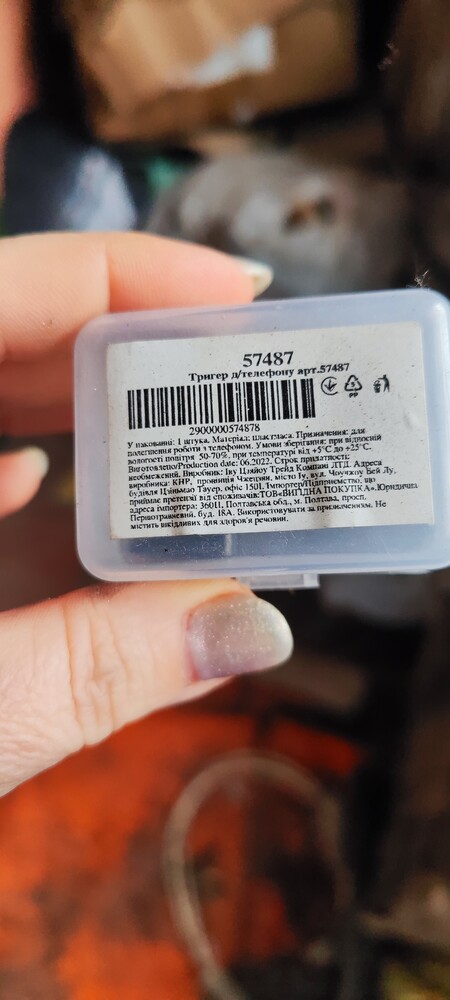 57487
Тригер д/телефону арт.57487
2900000574878
У пакованні: 1 штука. Матеріал: пластмаса. Призначення: для
полегшення роботи з телефоном. Умови зберігання: при відносній
вологості повітря 50-70%, при температурі від +5°C до +25°C.
Виготовлено/Production date: 06.2022. Строк придатності:
необмежений. Виробник: Іву Цзяоу Трейд Компані ЛТД. Адреса
виробника: КНР, провінція Чжецзян, місто Іу, вул. Чоучжоу Бей Лу,
будівля Цзіньмао Тауер, офіс 1501. Імпортер/Підприємство, що
приймає претензії від споживачів:ТОВ«ВИГІДНА ПОКУПКА».Юридична
адреса імпортера: 36011, Полтавська обл., м. Полтава, просп.
Першотравневий, буд. 18А. Використовувати за призначенням. Не
містить шкідливих для здоров'я речовин.